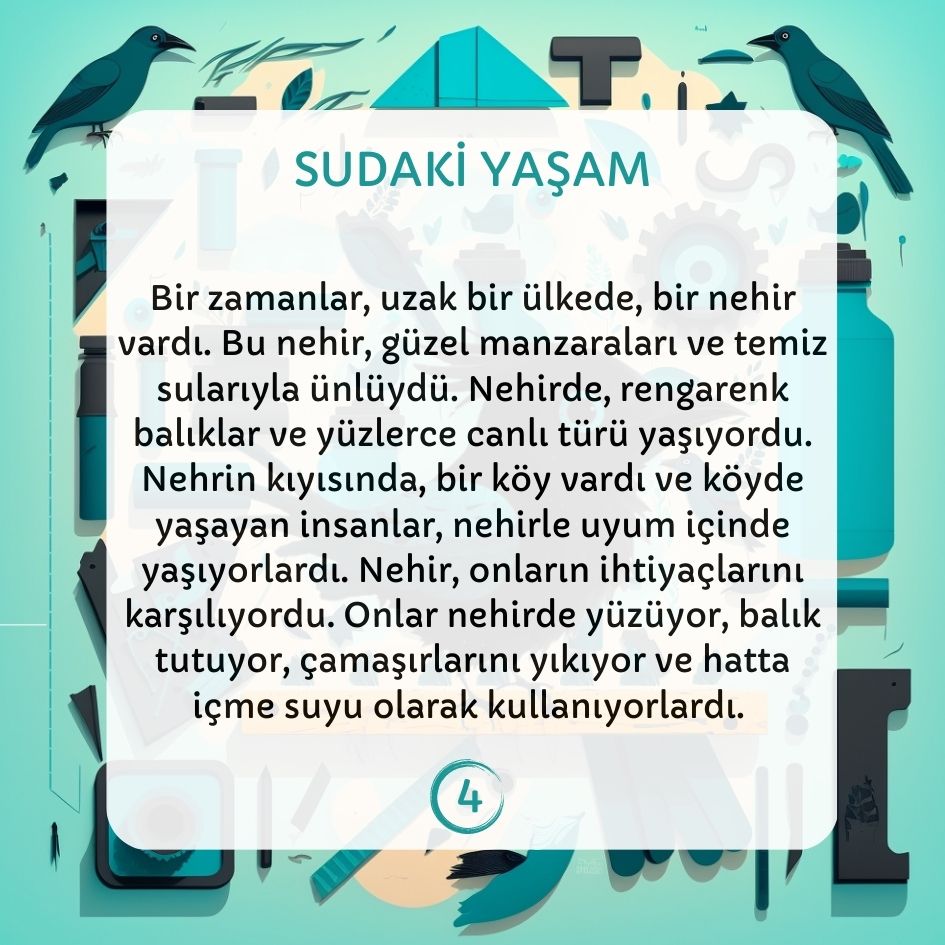 SUDAKİ YAŞAM
Bir zamanlar, uzak bir ülkede, bir nehir
vardı. Bu nehir, güzel manzaraları ve temiz
sularıyla ünlüydü. Nehirde, rengarenk
balıklar ve yüzlerce canlı türü yaşıyordu.
Nehrin kıyısında, bir köy vardı ve köyde
yaşayan insanlar, nehirle uyum içinde
yaşıyorlardı. Nehir, onların ihtiyaçlarını
karşılıyordu. Onlar nehirde yüzüyor, balık
tutuyor, çamaşırlarını yıkıyor ve hatta
içme suyu olarak kullanıyorlardı.
4